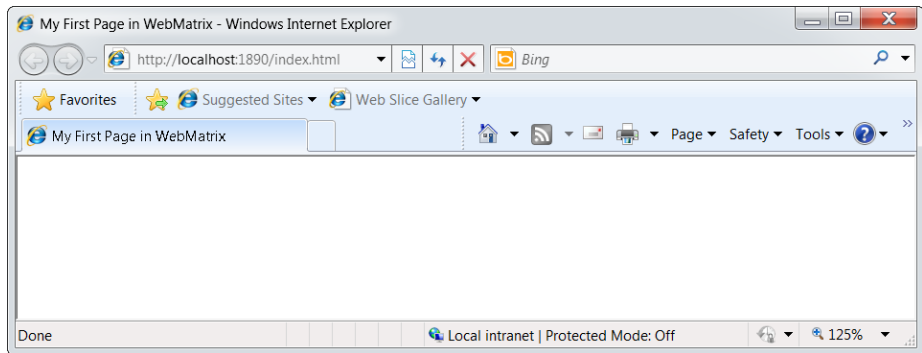 My First Page in WebMatrix - Windows Internet Explorer
http://localhost:1890/index.html Bing
Favorites Suggested Sites Web Slice Gallery
My First Page in WebMatrix Page Safety Tools
Done Local intranet | Protected Mode: Off 125%